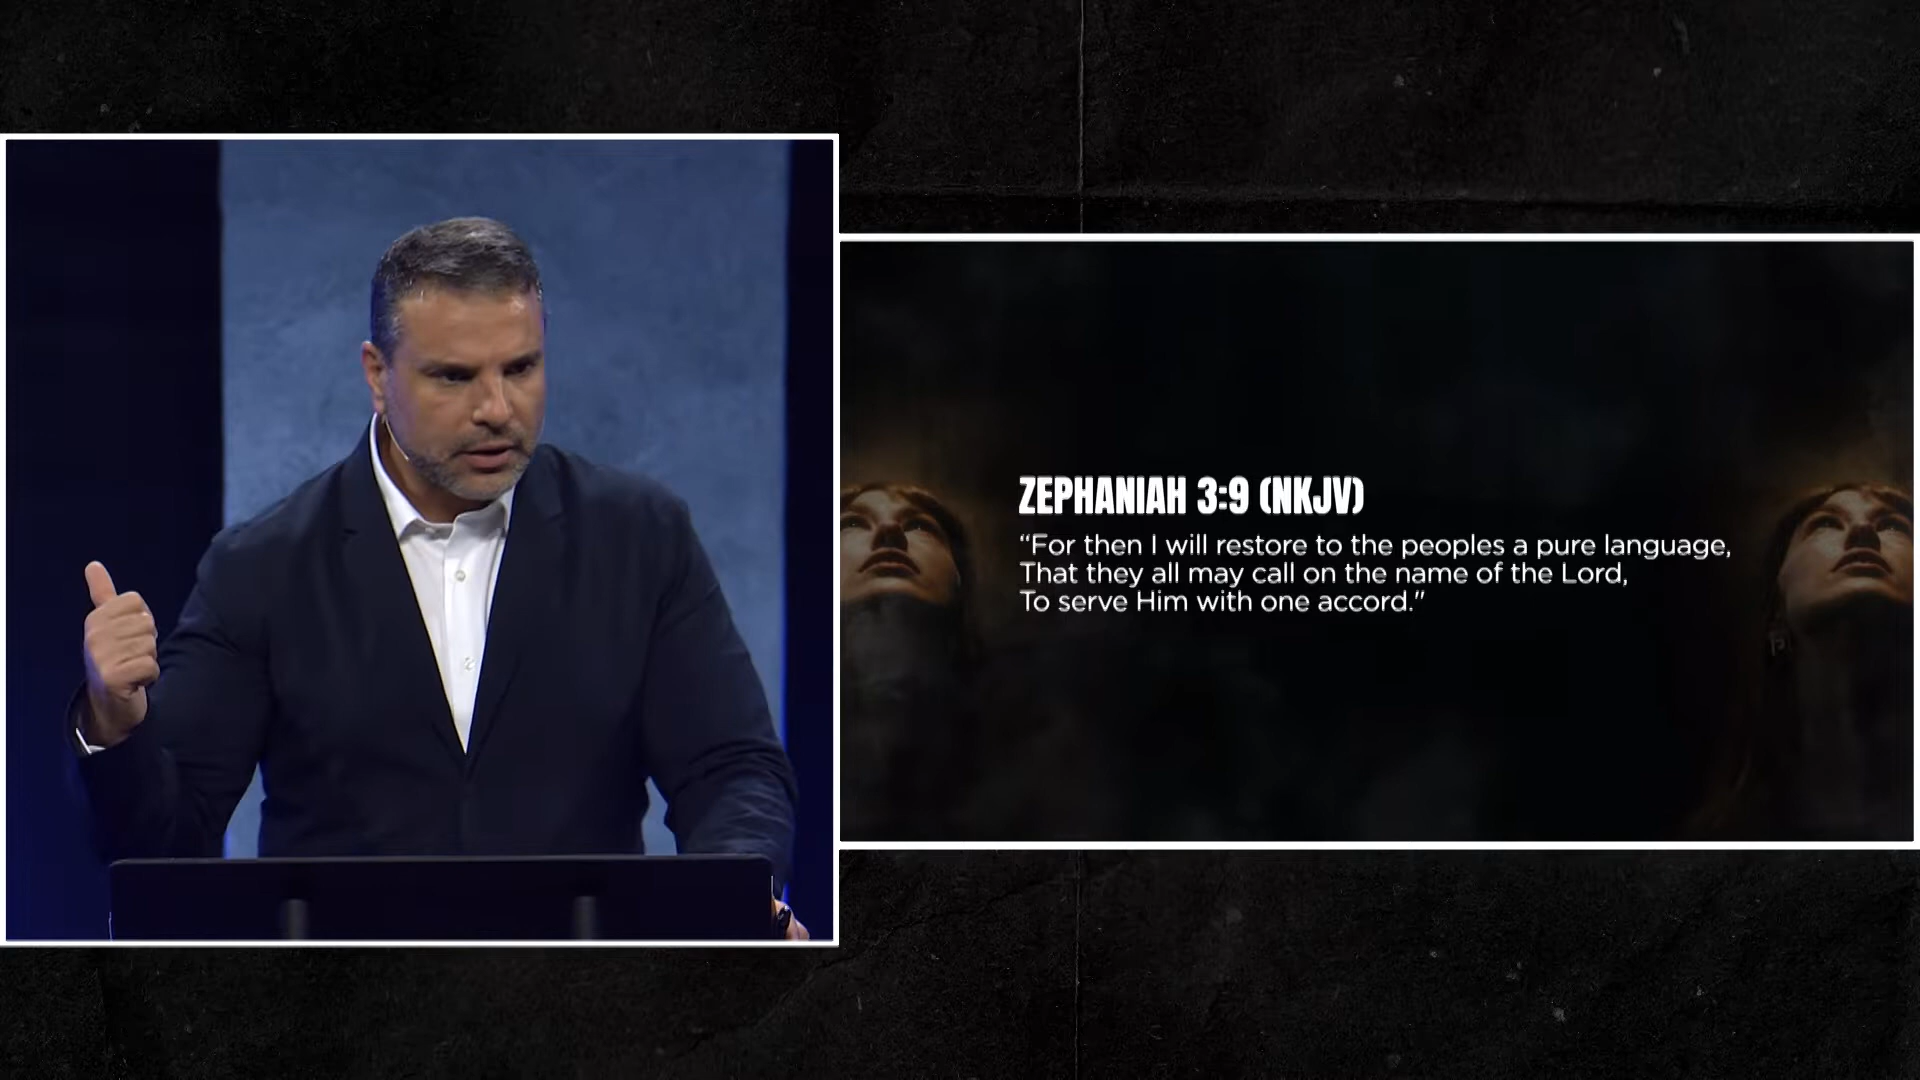 ZEPHANIAH 3:9 (NKJV)
“For then I will restore to the peoples a pure language,
That they all may call on the name of the Lord,
To serve Him with one accord.”